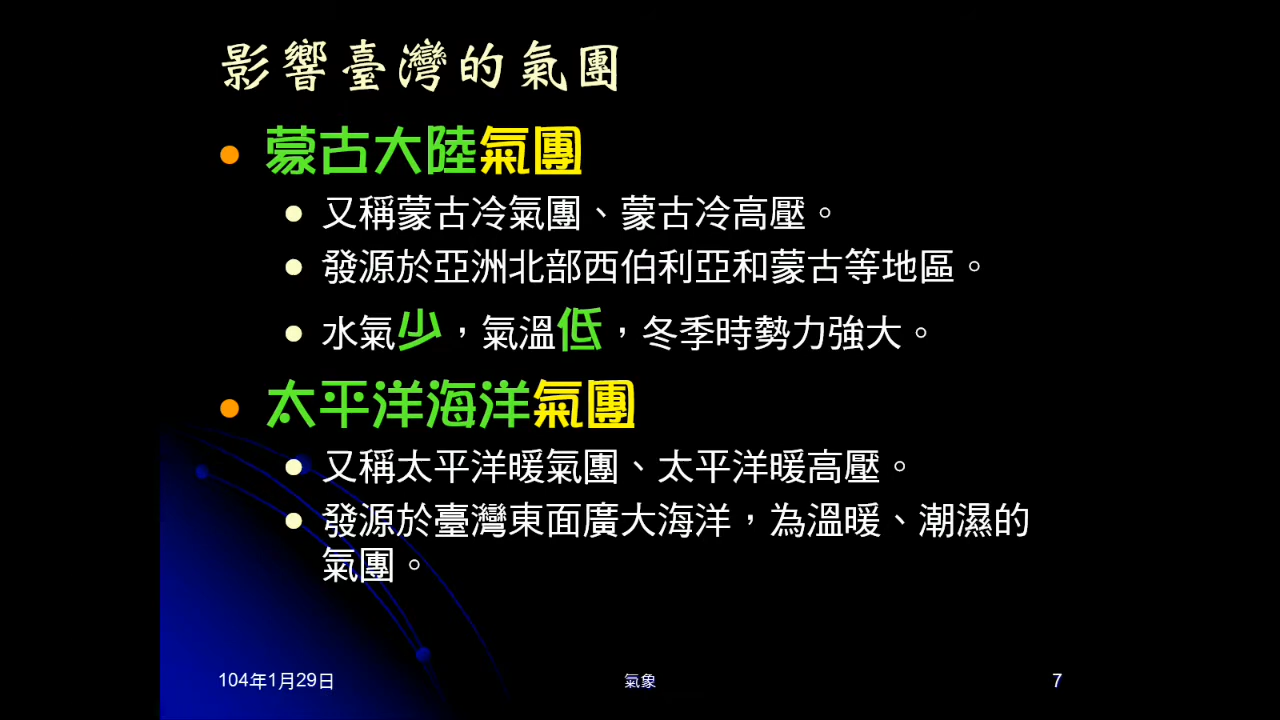 影響臺灣的氣團
蒙古大陸氣團
又稱蒙古冷氣團、蒙古冷高壓。
發源於亞洲北部西伯利亞和蒙古等地區。
水氣少，氣溫低，冬季時勢力強大。
太平洋海洋氣團
又稱太平洋暖氣團、太平洋暖高壓。
發源於臺灣東面廣大海洋，為溫暖、潮濕的
氣團。
104年1月29日
氣象
7